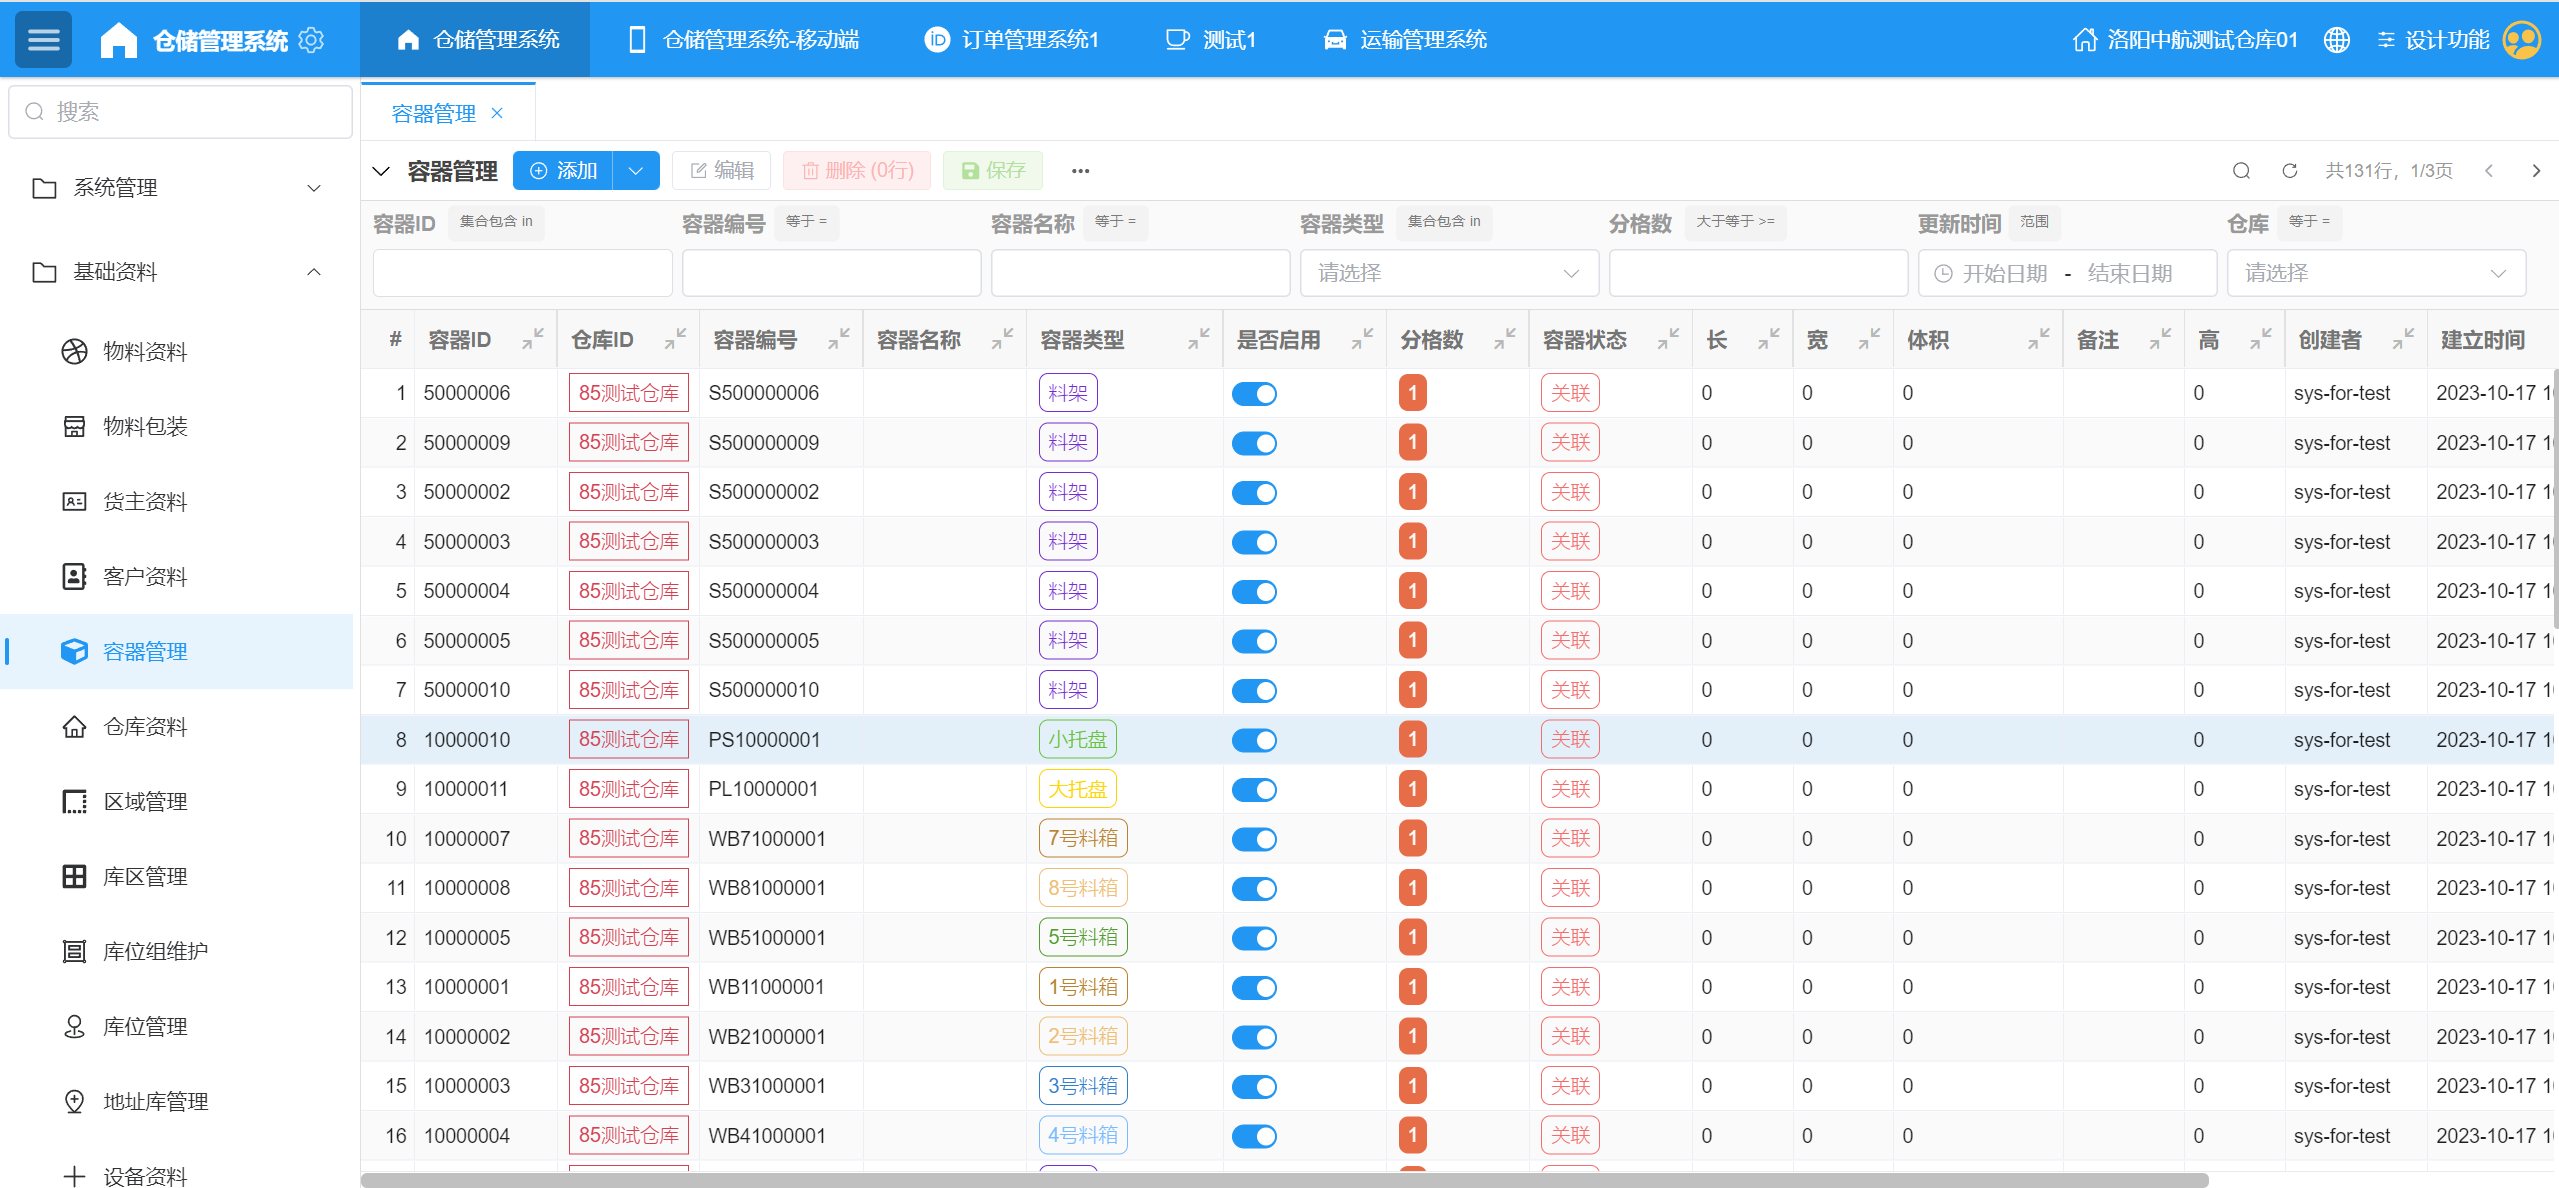 仓储管理系统 仓储管理系统 仓储管理系统-移动端 订单管理系统1 测试1 运输管理系统 洛阳中航测试仓库01 设计功能
搜索
系统管理
基础资料
物料资料
物料包装
货主资料
客户资料
容器管理
仓库资料
区域管理
库区管理
库位组维护
库位管理
地址库管理
设备资料
容器管理 ×
容器管理 添加 编辑 删除 (0行) 保存 ··· 共131行，1/3页
容器ID 集合包含 in 容器编号 等于 = 容器名称 等于 = 容器类型 集合包含 in 分格数 大于等于 >= 更新时间 范围 仓库 等于 =
请选择 开始日期 - 结束日期 请选择
# 容器ID 仓库ID 容器编号 容器名称 容器类型 是否启用 分格数 容器状态 长 宽 体积 备注 高 创建者 建立时间
1 50000006 85测试仓库 S500000006 料架 1 关联 0 0 0 0 sys-for-test 2023-10-17 1
2 50000009 85测试仓库 S500000009 料架 1 关联 0 0 0 0 sys-for-test 2023-10-17 1
3 50000002 85测试仓库 S500000002 料架 1 关联 0 0 0 0 sys-for-test 2023-10-17 1
4 50000003 85测试仓库 S500000003 料架 1 关联 0 0 0 0 sys-for-test 2023-10-17 1
5 50000004 85测试仓库 S500000004 料架 1 关联 0 0 0 0 sys-for-test 2023-10-17 1
6 50000005 85测试仓库 S500000005 料架 1 关联 0 0 0 0 sys-for-test 2023-10-17 1
7 50000010 85测试仓库 S500000010 料架 1 关联 0 0 0 0 sys-for-test 2023-10-17 1
8 10000010 85测试仓库 PS10000001 小托盘 1 关联 0 0 0 0 sys-for-test 2023-10-17 1
9 10000011 85测试仓库 PL10000001 大托盘 1 关联 0 0 0 0 sys-for-test 2023-10-17 1
10 10000007 85测试仓库 WB71000001 7号料箱 1 关联 0 0 0 0 sys-for-test 2023-10-17 1
11 10000008 85测试仓库 WB81000001 8号料箱 1 关联 0 0 0 0 sys-for-test 2023-10-17 1
12 10000005 85测试仓库 WB51000001 5号料箱 1 关联 0 0 0 0 sys-for-test 2023-10-17 1
13 10000001 85测试仓库 WB11000001 1号料箱 1 关联 0 0 0 0 sys-for-test 2023-10-17 1
14 10000002 85测试仓库 WB21000001 2号料箱 1 关联 0 0 0 0 sys-for-test 2023-10-17 1
15 10000003 85测试仓库 WB31000001 3号料箱 1 关联 0 0 0 0 sys-for-test 2023-10-17 1
16 10000004 85测试仓库 WB41000001 4号料箱 1 关联 0 0 0 0 sys-for-test 2023-10-17 1